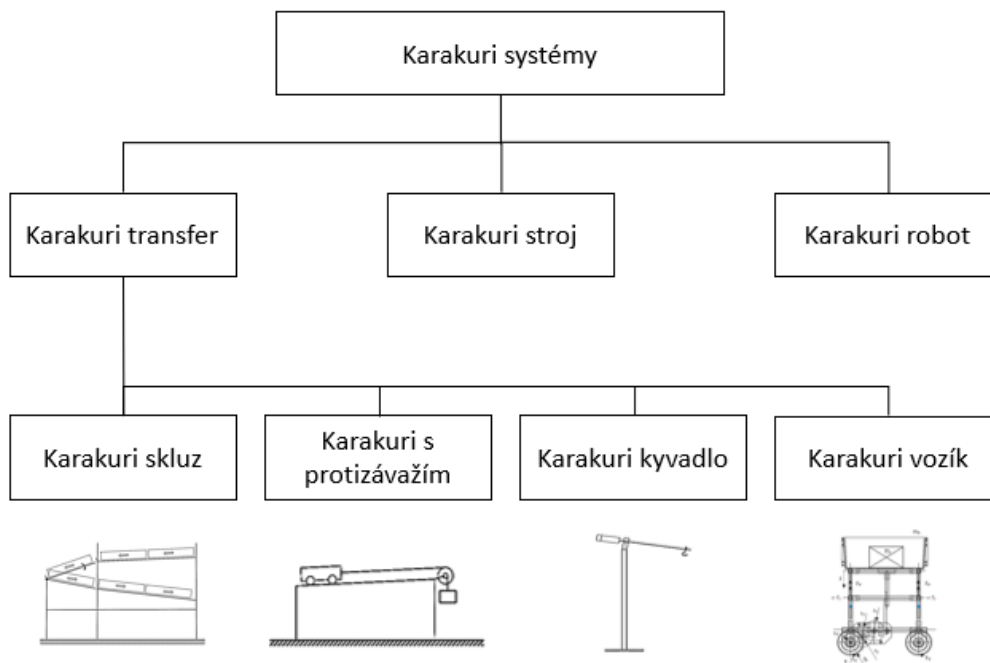 Karakuri systémy
Karakuri transfer
Karakuri stroj
Karakuri robot
Karakuri skluz
Karakuri s
protizávažím
Karakuri kyvadlo
Karakuri vozík